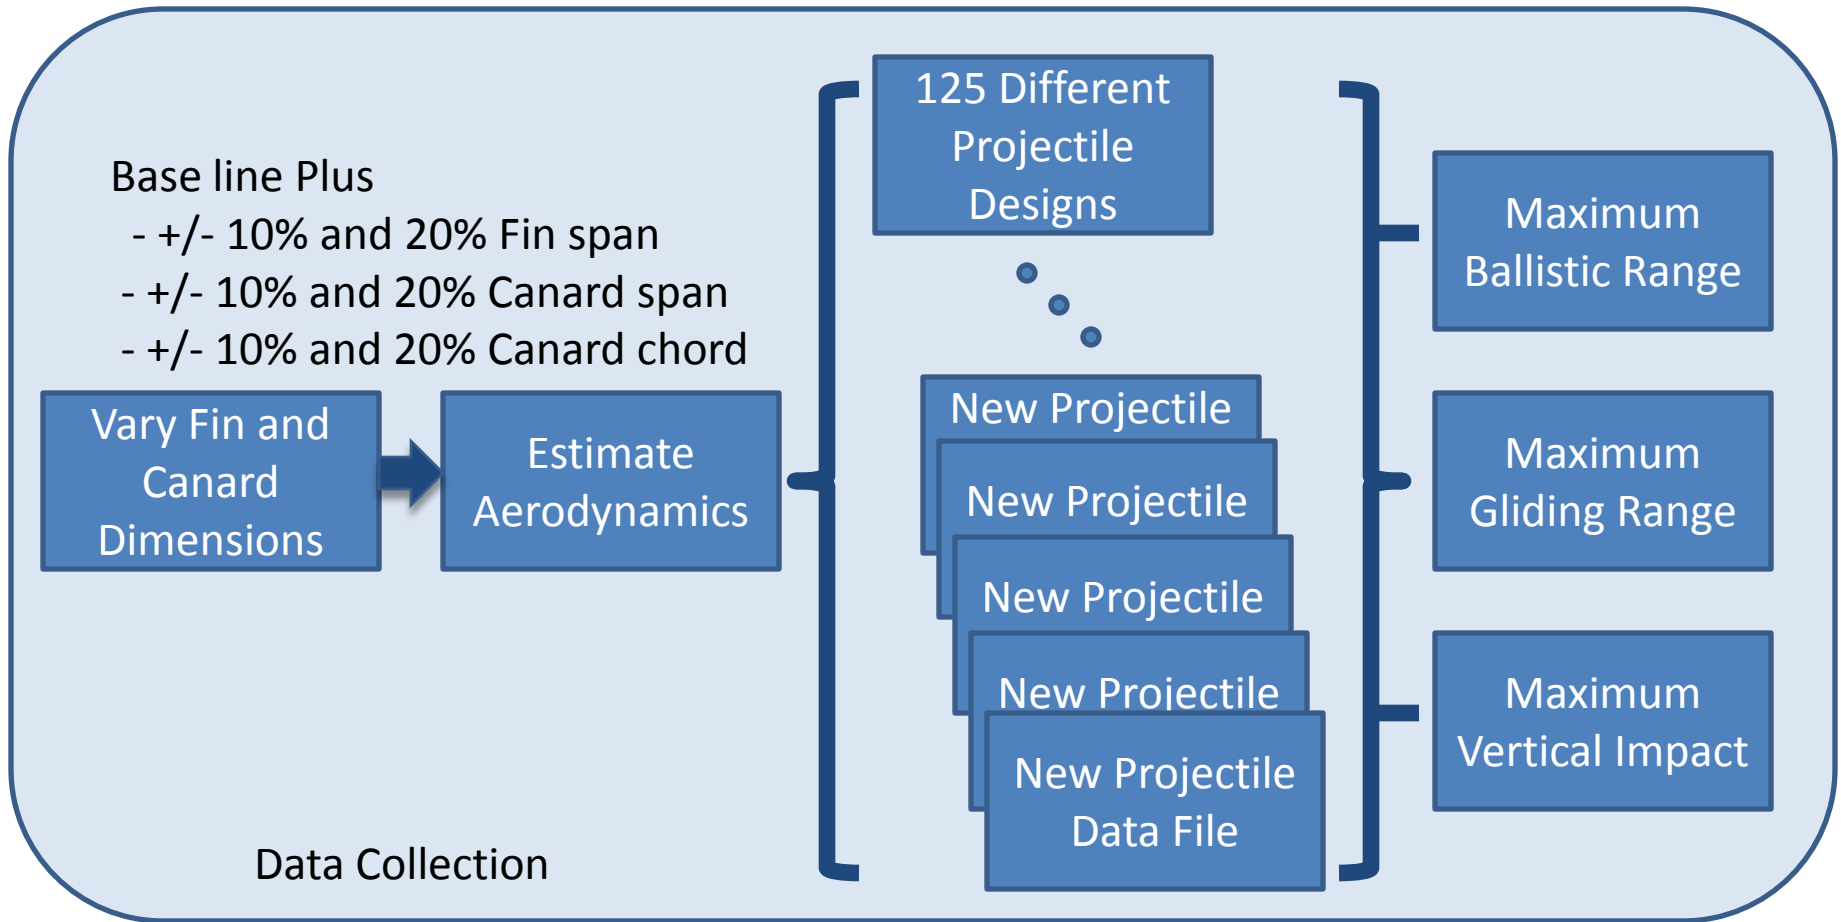 Base line Plus
- +/- 10% and 20% Fin span
- +/- 10% and 20% Canard span
- +/- 10% and 20% Canard chord
Vary Fin and
Canard
Dimensions
Estimate
Aerodynamics
125 Different
Projectile
Designs
New Projectile
New Projectile
New Projectile
New Projectile
New Projectile
Data File
Maximum
Ballistic Range
Maximum
Gliding Range
Maximum
Vertical Impact
Data Collection